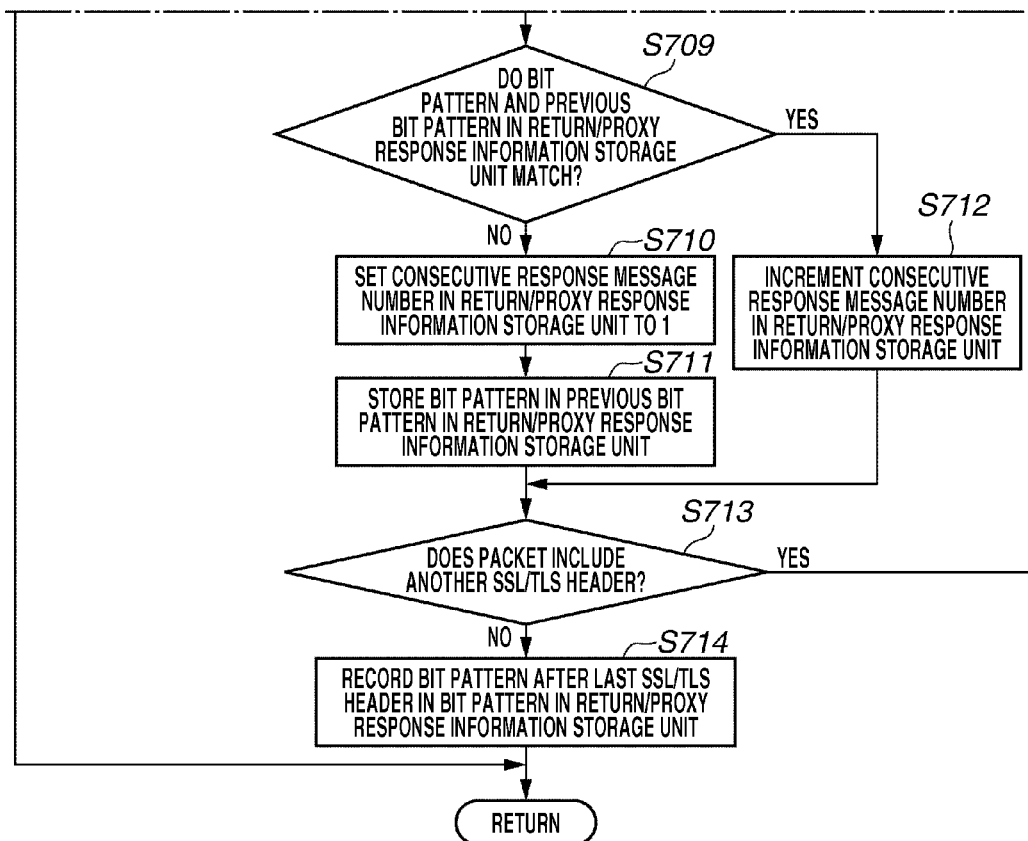 S709
DO BIT
PATTERN AND PREVIOUS
BIT PATTERN IN RETURN/PROXY
RESPONSE INFORMATION STORAGE
UNIT MATCH?
YES
NO
S710
SET CONSECUTIVE RESPONSE MESSAGE
NUMBER IN RETURN/PROXY RESPONSE
INFORMATION STORAGE UNIT TO 1
S712
INCREMENT CONSECUTIVE
RESPONSE MESSAGE NUMBER
IN RETURN/PROXY RESPONSE
INFORMATION STORAGE UNIT
S711
STORE BIT PATTERN IN PREVIOUS BIT
PATTERN IN RETURN/PROXY RESPONSE
INFORMATION STORAGE UNIT
S713
DOES PACKET INCLUDE
ANOTHER SSL/TLS HEADER?
YES
NO
S714
RECORD BIT PATTERN AFTER LAST SSL/TLS
HEADER IN BIT PATTERN IN RETURN/PROXY
RESPONSE INFORMATION STORAGE UNIT
RETURN